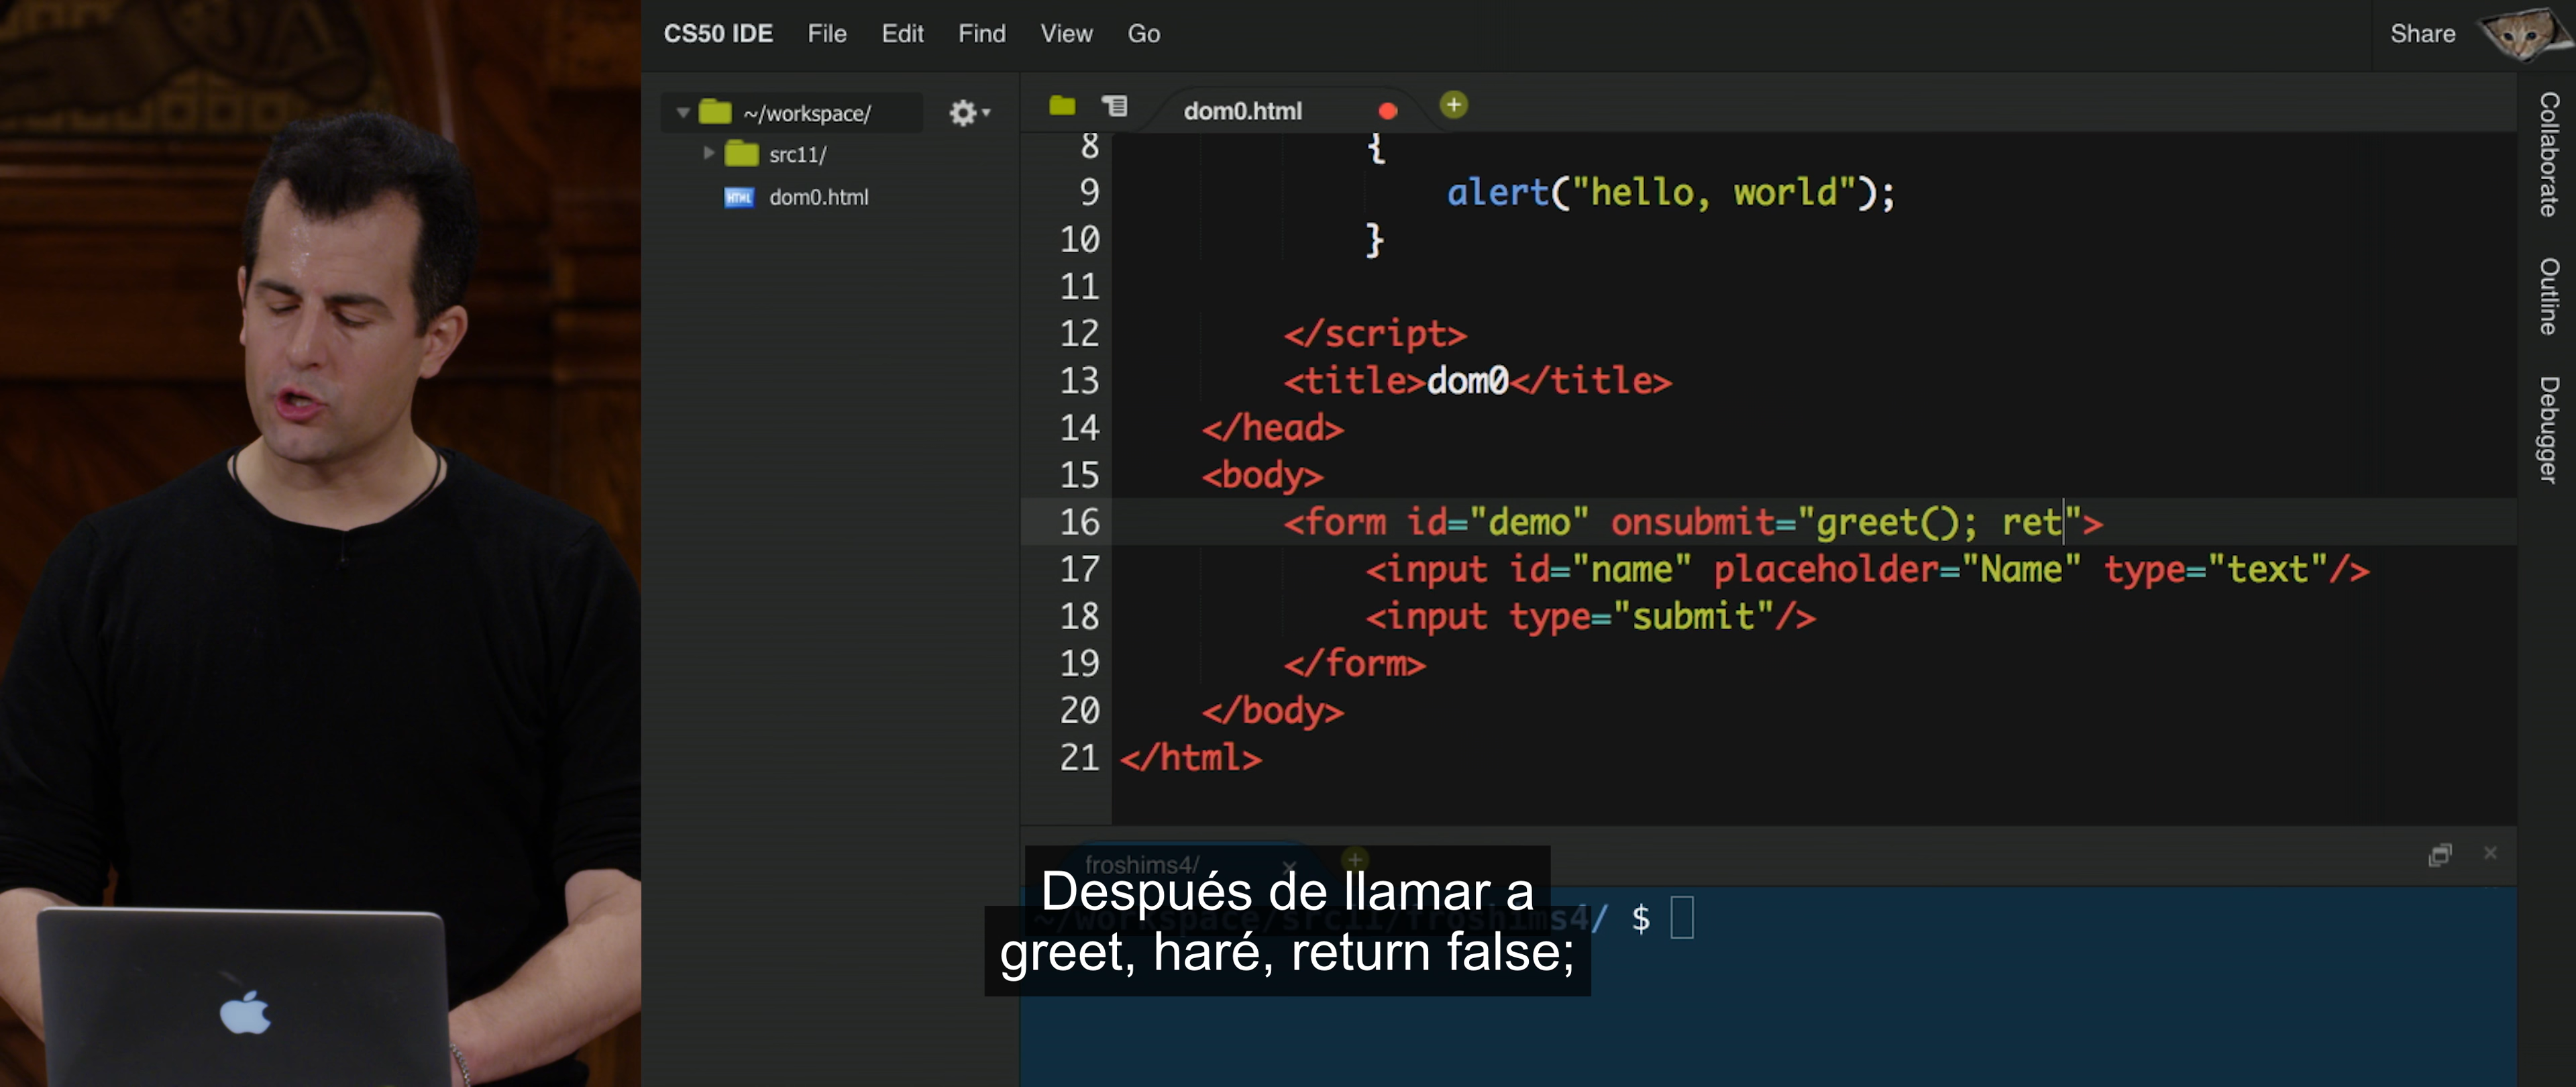 CS50 IDE File Edit Find View Go Share
~/workspace/
src11/
dom0.html
dom0.html
8 {
9 alert("hello, world");
10 }
11
12 </script>
13 <title>dom0</title>
14 </head>
15 <body>
16 <form id="demo" onsubmit="greet(); ret">
17 <input id="name" placeholder="Name" type="text"/>
18 <input type="submit"/>
19 </form>
20 </body>
21 </html>
Collaborate
Outline
Debugger
froshims4/
~/workspace/src11/froshims4/ $
Después de llamar a
greet, haré, return false;